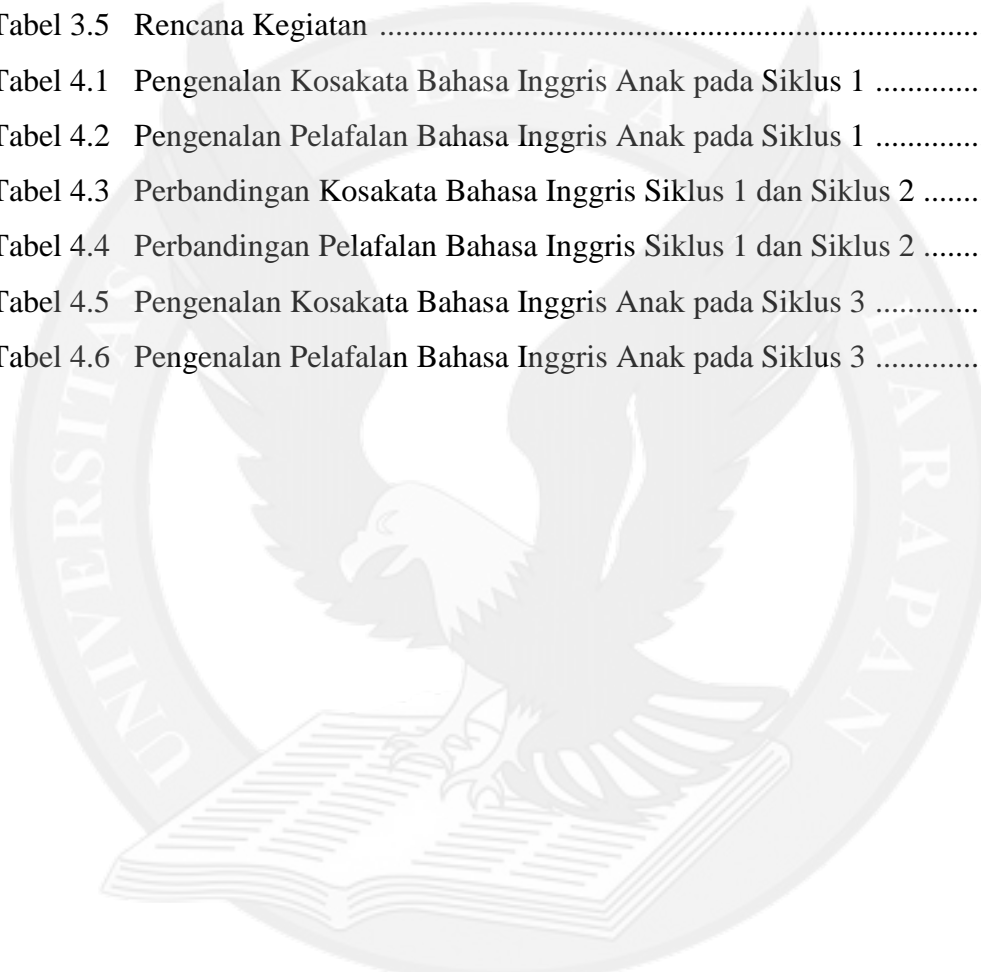 Tabel 3.5 Rencana Kegiatan ........................................................................
Tabel 4.1 Pengenalan Kosakata Bahasa Inggris Anak pada Siklus 1 .............
Tabel 4.2 Pengenalan Pelafalan Bahasa Inggris Anak pada Siklus 1 .............
Tabel 4.3 Perbandingan Kosakata Bahasa Inggris Siklus 1 dan Siklus 2 .......
Tabel 4.4 Perbandingan Pelafalan Bahasa Inggris Siklus 1 dan Siklus 2 .......
Tabel 4.5 Pengenalan Kosakata Bahasa Inggris Anak pada Siklus 3 .............
Tabel 4.6 Pengenalan Pelafalan Bahasa Inggris Anak pada Siklus 3 .............
UNIVERSITAS PELITA HARAPAN